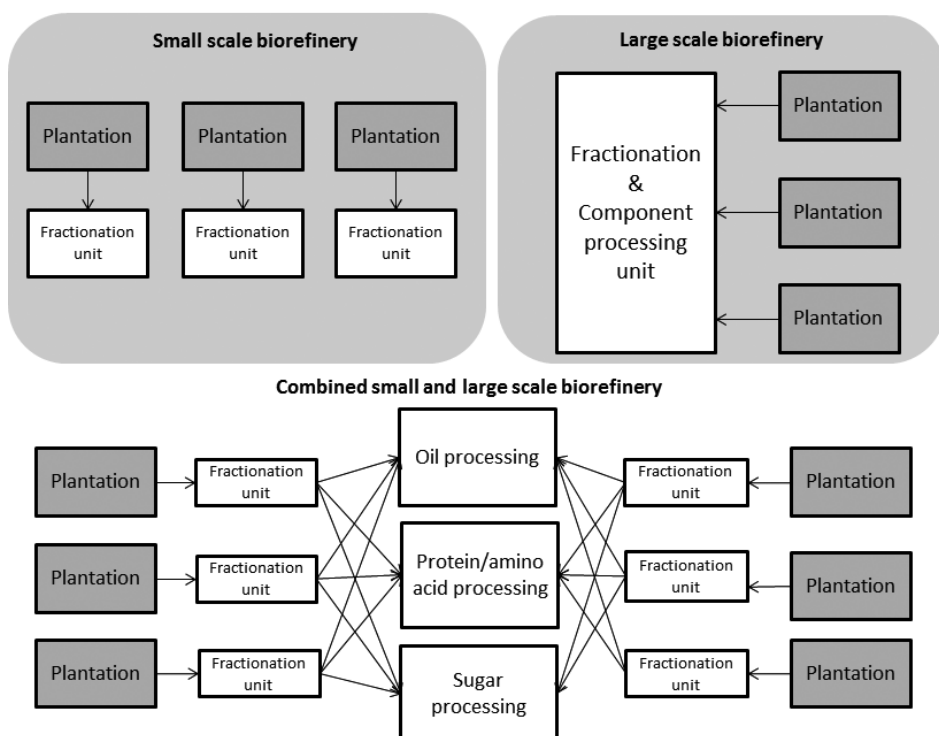 Small scale biorefinery
Plantation
Plantation
Plantation
Fractionation
unit
Fractionation
unit
Fractionation
unit
Large scale biorefinery
Fractionation
&
Component
processing
unit
Plantation
Plantation
Plantation
Combined small and large scale biorefinery
Plantation
Fractionation
unit
Oil processing
Fractionation
unit
Plantation
Plantation
Fractionation
unit
Protein/amino
acid processing
Fractionation
unit
Plantation
Plantation
Fractionation
unit
Sugar
processing
Fractionation
unit
Plantation